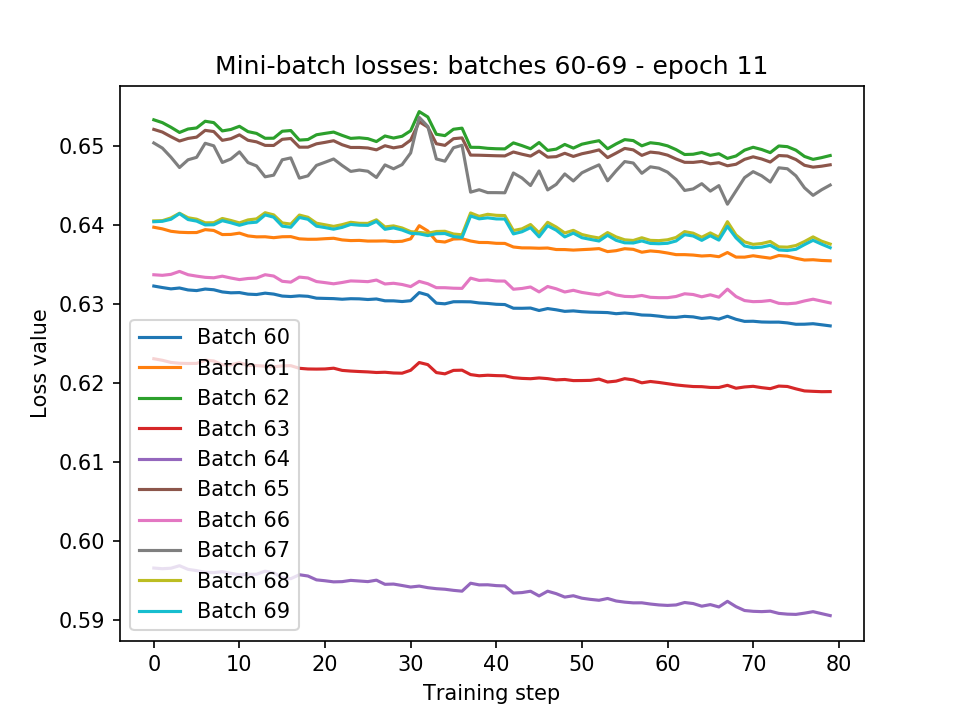 Mini-batch losses: batches 60-69 - epoch 11
Loss value
0.65
0.64
0.63
0.62
0.61
0.60
0.59
Batch 60
Batch 61
Batch 62
Batch 63
Batch 64
Batch 65
Batch 66
Batch 67
Batch 68
Batch 69
0 10 20 30 40 50 60 70 80
Training step